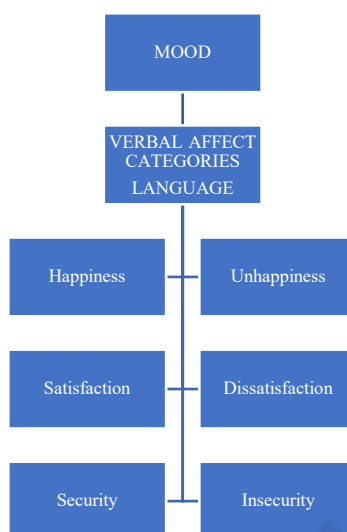 MOOD
VERBAL AFFECT
CATEGORIES
LANGUAGE
Happiness
Unhappiness
Satisfaction
Dissatisfaction
Security
Insecurity